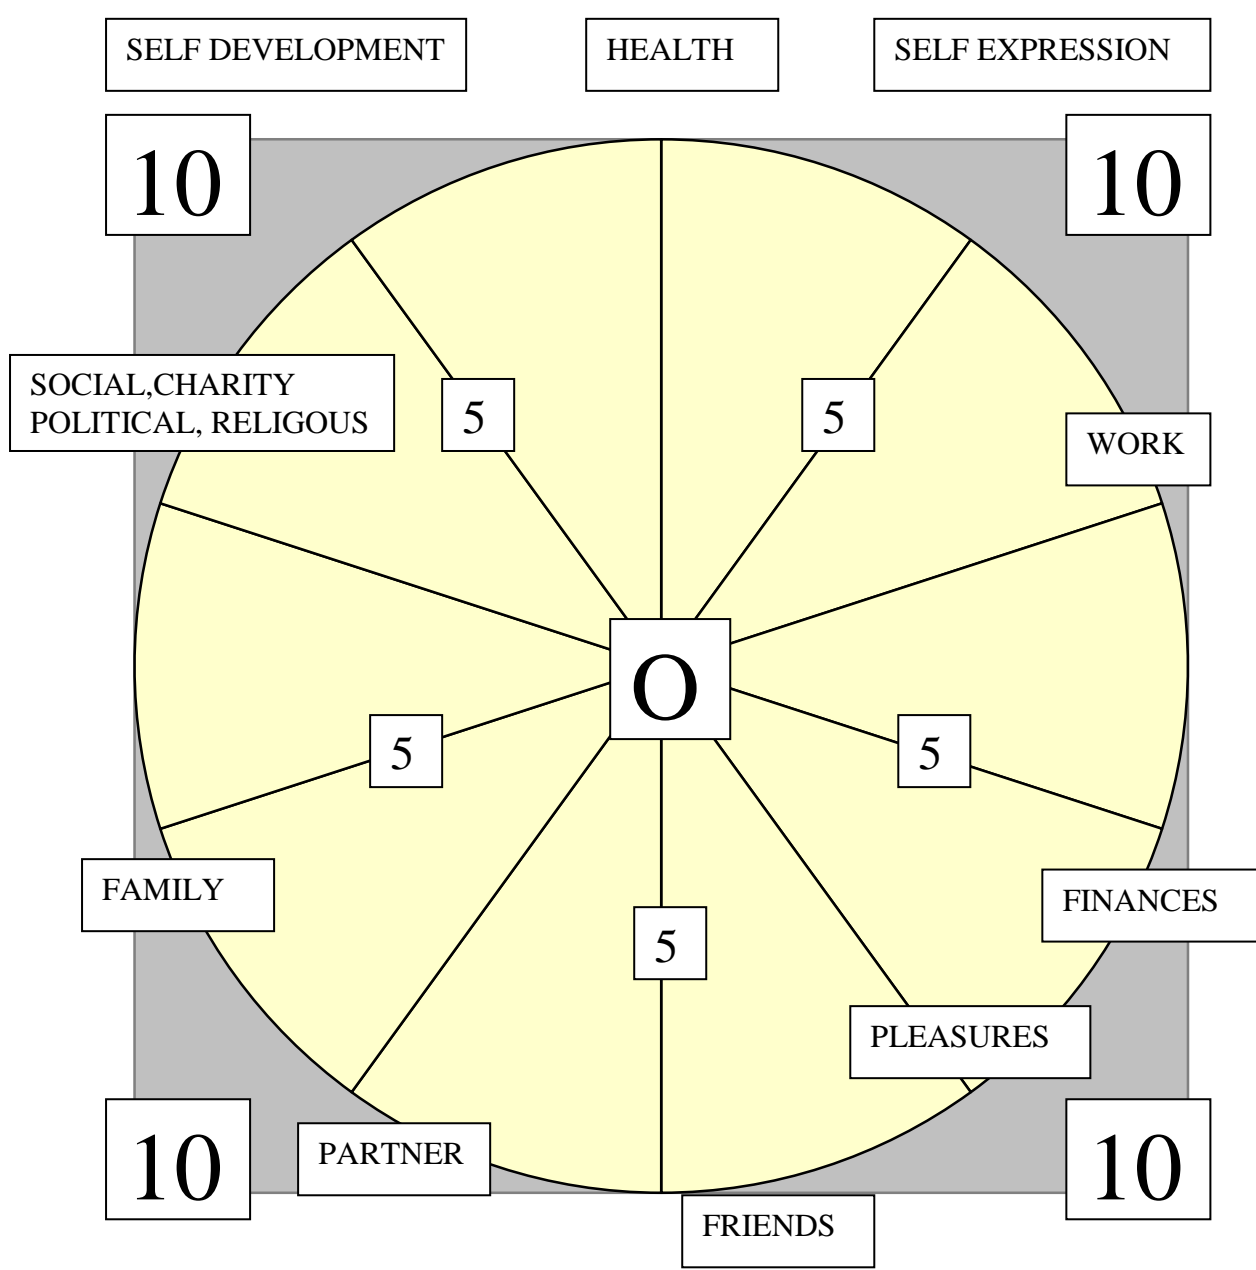 SELF DEVELOPMENT
HEALTH
SELF EXPRESSION
10
10
SOCIAL,CHARITY
POLITICAL, RELIGOUS
5
5
WORK
O
5
5
FAMILY
FINANCES
5
PLEASURES
10
PARTNER
10
FRIENDS